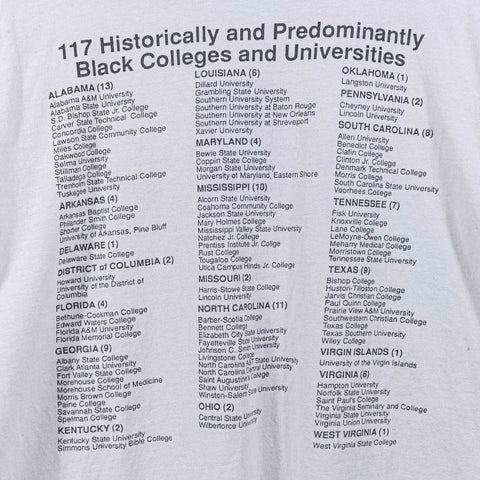 117 Historically and Predominantly
Black Colleges and Universities
ALABAMA (13)
Alabama A&M University
Alabama State University
S.D. Bishop State Jr. College
Carver State Technical College
Concordia College
Lawson State Community College
Miles College
Oakwood College
Selma University
Stillman College
Talladega College
Trenholm State Technical College
Tuskegee University
ARKANSAS (4)
Arkansas Baptist College
Philander Smith College
Shorter College
University of Arkansas, Pine Bluff
DELAWARE (1)
Delaware State College
DISTRICT of COLUMBIA (2)
Howard University
University of the District of
Columbia
FLORIDA (4)
Bethune-Cookman College
Edward Waters College
Florida A&M University
Florida Memorial College
GEORGIA (9)
Albany State College
Clark Atlanta University
Fort Valley State College
Morehouse College
Morehouse School of Medicine
Morris Brown College
Paine College
Savannah State College
Spelman College
KENTUCKY (2)
Kentucky State University
Simmons University Bible College
LOUISIANA (6)
Dillard University
Grambling State University
Southern University System
Southern University at Baton Rouge
Southern University at New Orleans
Southern University at Shreveport
Xavier University
MARYLAND (4)
Bowie State University
Coppin State College
Morgan State University
University of Maryland, Eastern Shore
MISSISSIPPI (10)
Alcorn State University
Coahoma Community College
Jackson State University
Mary Holmes College
Mississippi Valley State University
Natchez Jr. College
Prentiss Institute Jr. College
Rust College
Tougaloo College
Utica Campus Hinds Jr. College
MISSOURI (2)
Harris-Stowe State College
Lincoln University
NORTH CAROLINA (11)
Barber-Scotia College
Bennett College
Elizabeth City State University
Fayetteville State University
Johnson C. Smith University
Livingstone College
North Carolina A&T State University
North Carolina Central University
Saint Augustine's College
Shaw University
Winston-Salem State University
OHIO (2)
Central State University
Wilberforce University
OKLAHOMA (1)
Langston University
PENNSYLVANIA (2)
Cheyney University
Lincoln University
SOUTH CAROLINA (8)
Allen University
Benedict College
Claflin College
Clinton Jr. College
Denmark Technical College
Morris College
South Carolina State University
Voorhees College
TENNESSEE (7)
Fisk University
Knoxville College
Lane College
LeMoyne-Owen College
Meharry Medical College
Morristown College
Tennessee State University
TEXAS (9)
Bishop College
Huston-Tillotson College
Jarvis Christian College
Paul Quinn College
Prairie View A&M University
Southwestern Christian College
Texas College
Texas Southern University
Wiley College
VIRGIN ISLANDS (1)
University of the Virgin Islands
VIRGINIA (6)
Hampton University
Norfolk State University
Saint Paul's College
The Virginia Seminary and College
Virginia State University
Virginia Union University
WEST VIRGINIA (1)
West Virginia State College